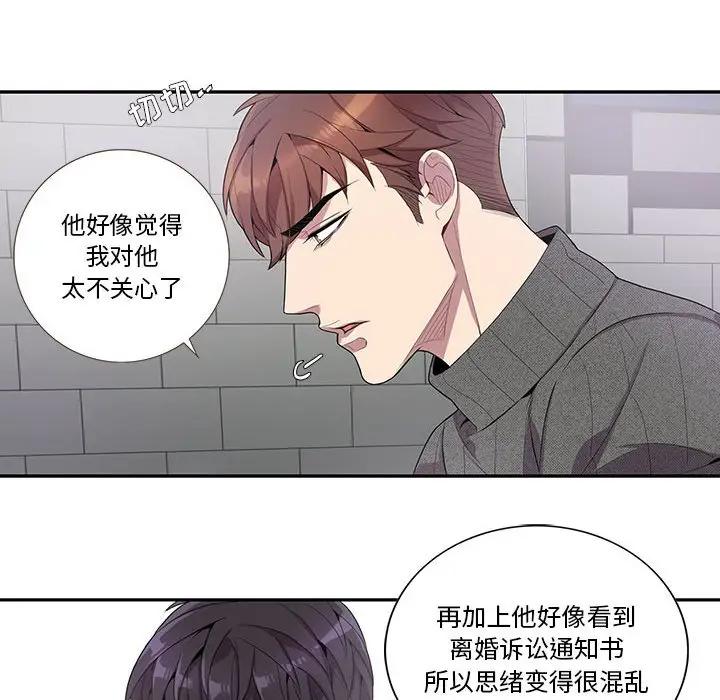 切切..
他好像觉得
我对他
太不关心了
再加上他好像看到
离婚诉讼通知书
所以思绪变得很混乱